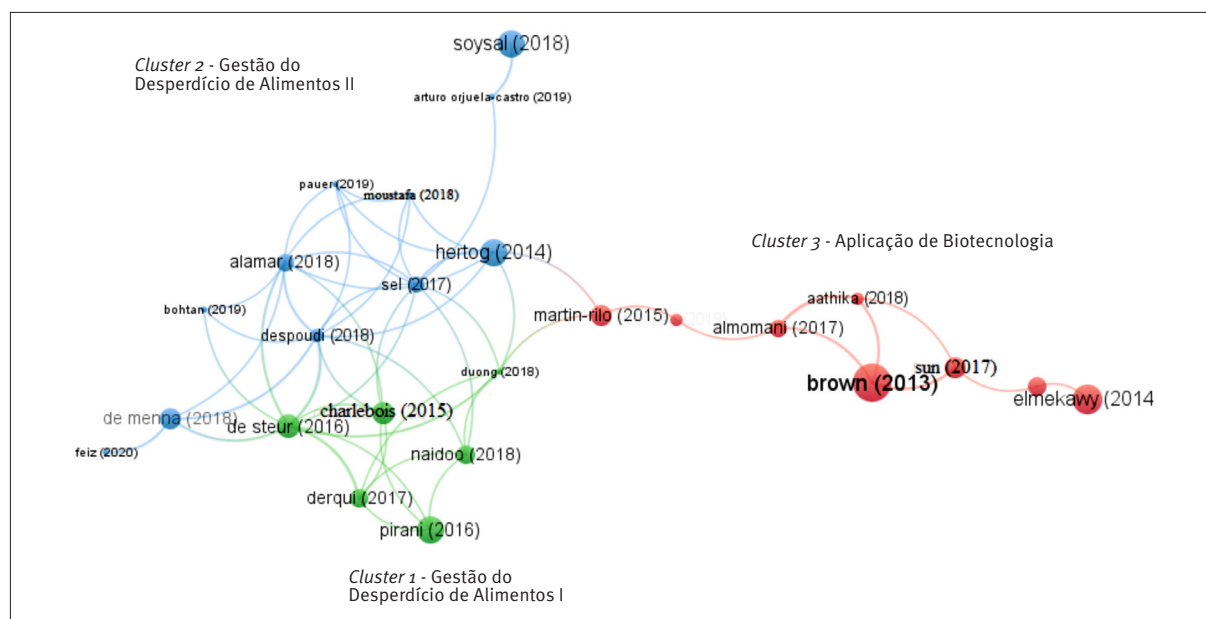 soysal (2018)
Cluster 2 - Gestão do
Desperdício de Alimentos II
arturo orjuela-castro (2019)
pauer (2019)
moustafa (2018)
hertog (2014)
Cluster 3 - Aplicação de Biotecnologia
alamar (2018)
sel (2017)
aathika (2018)
bohtan (2019)
martin-rilo (2015)
almomani (2017)
despoudi (2018)
duong (2018)
sun (2017)
brown (2013)
elmekawy (2014
charlebois (2015)
de menna (2018)
de steur (2016)
feiz (2020)
naidoo (2018)
derqui (2017)
pirani (2016)
Cluster 1 - Gestão do
Desperdício de Alimentos I